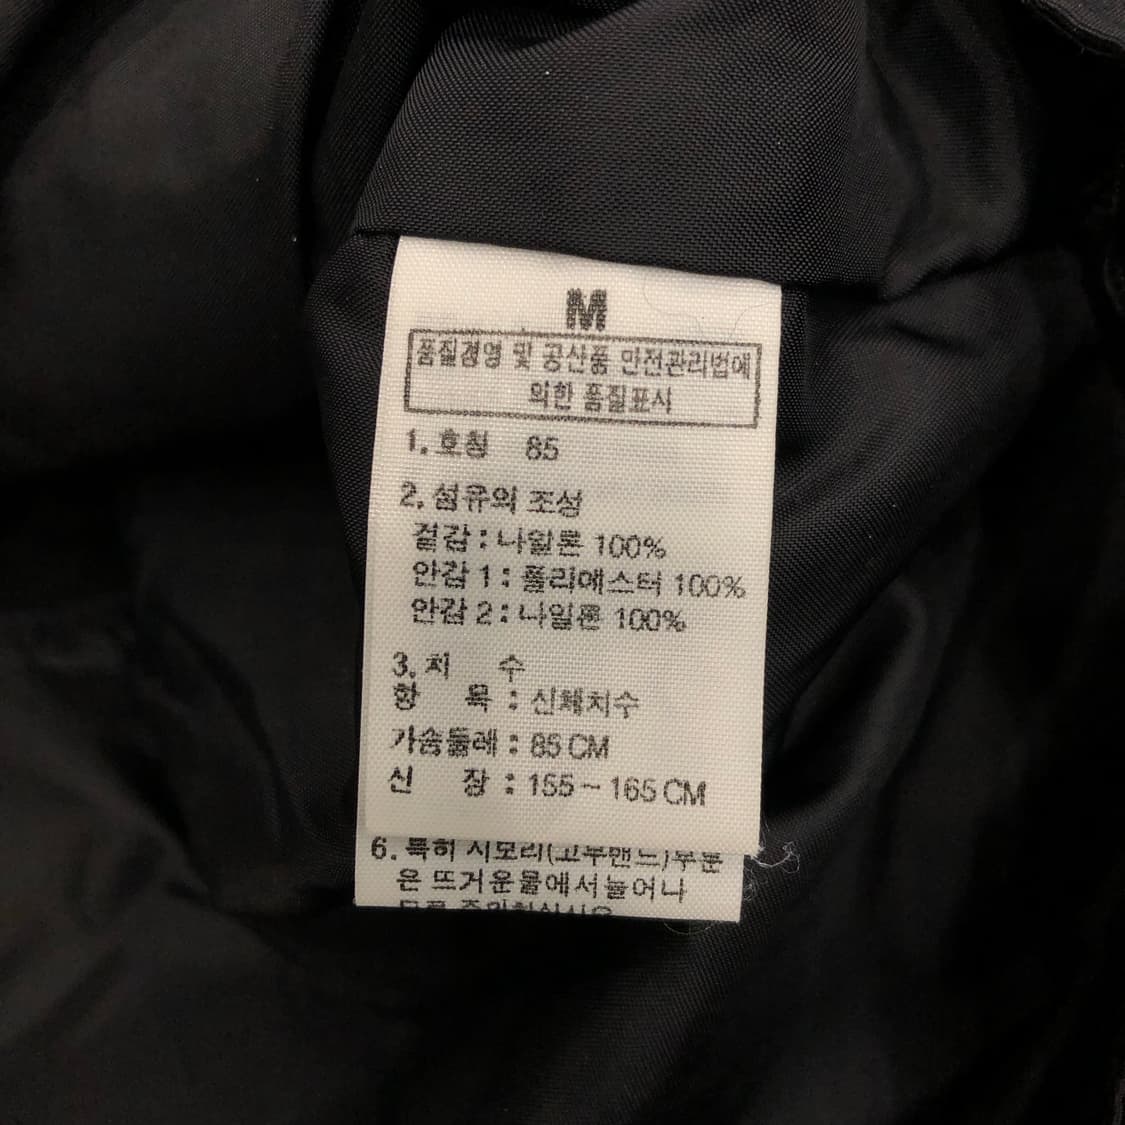 M
품질경영 및 공산품 안전관리법에
의한 품질표시
1. 호칭 85
2. 섬유의 조성
겉감 : 나일론 100%
안감 1 : 폴리에스터 100%
안감 2 : 나일론 100%
3. 치 수
항 목 : 신체치수
가슴둘레 : 85 CM
신 장 : 155 ~ 165 CM
6. 특히 시보리(고무밴드)부분
은 뜨거운물에서늘어나